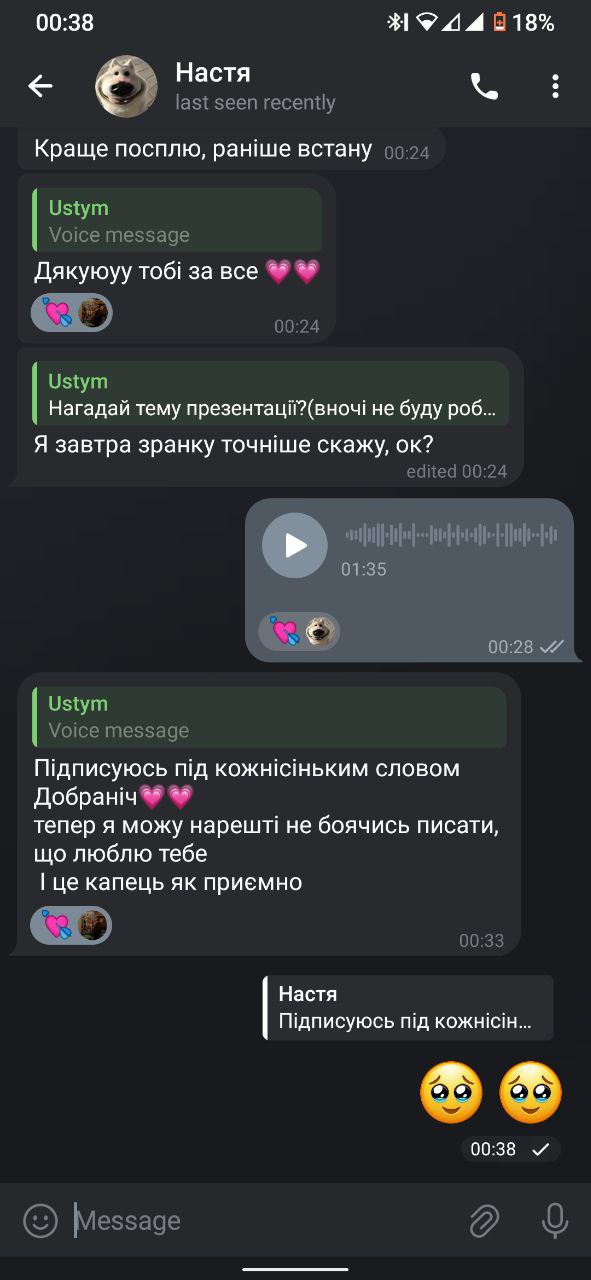 00:38
18%
Настя
last seen recently
Краще посплю, раніше встану 00:24
Ustym
Voice message
Дякуюуу тобі за все 💗💗
💘
00:24
Ustym
Нагадай тему презентації?(вночі не буду роб...
Я завтра зранку точніше скажу, ок?
edited 00:24
01:35
💘
00:28
Ustym
Voice message
Підписуюсь під кожнісіньким словом
Добраніч💗💗
тепер я можу нарешті не боячись писати,
що люблю тебе
І це капець як приємно
💘
00:33
Настя
Підписуюсь під кожнісін...
🥹 🥹
00:38
Message